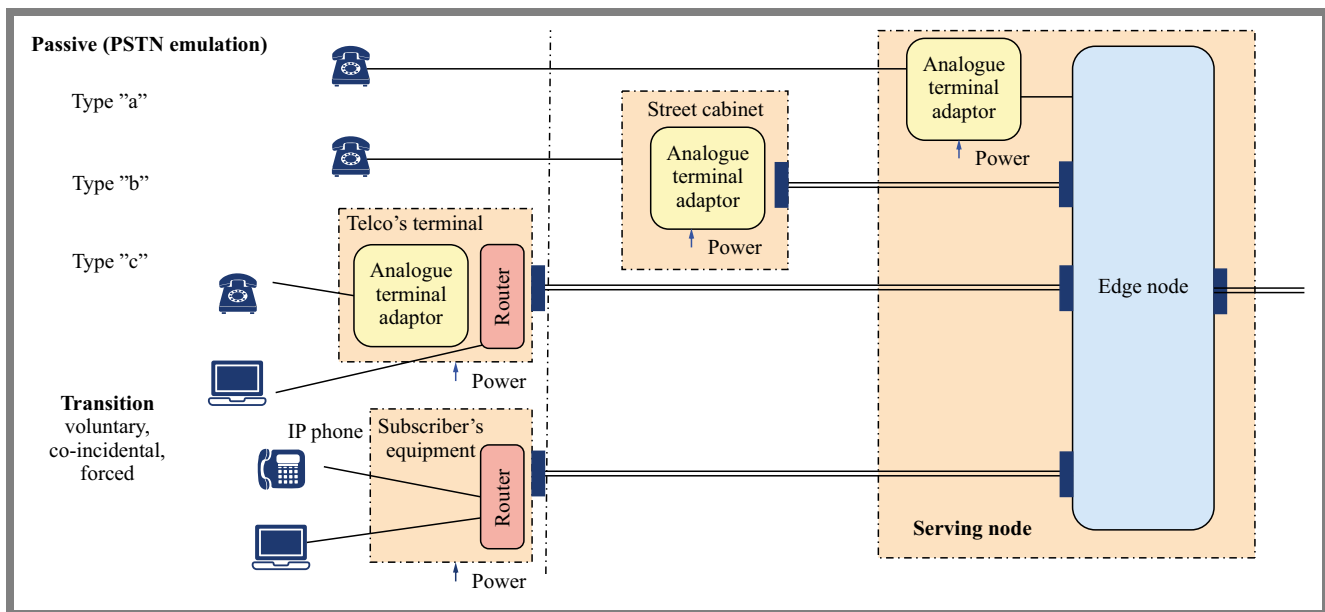 Passive (PSTN emulation)
Type ”a”
Analogue
terminal
adaptor
Power
Street cabinet
Type ”b”
Analogue
terminal
adaptor
Power
Type ”c”
Telco’s terminal
Analogue
terminal
adaptor
Router
Power
Edge node
Transition
voluntary,
co-incidental,
forced
IP phone
Subscriber’s
equipment
Router
Power
Serving node